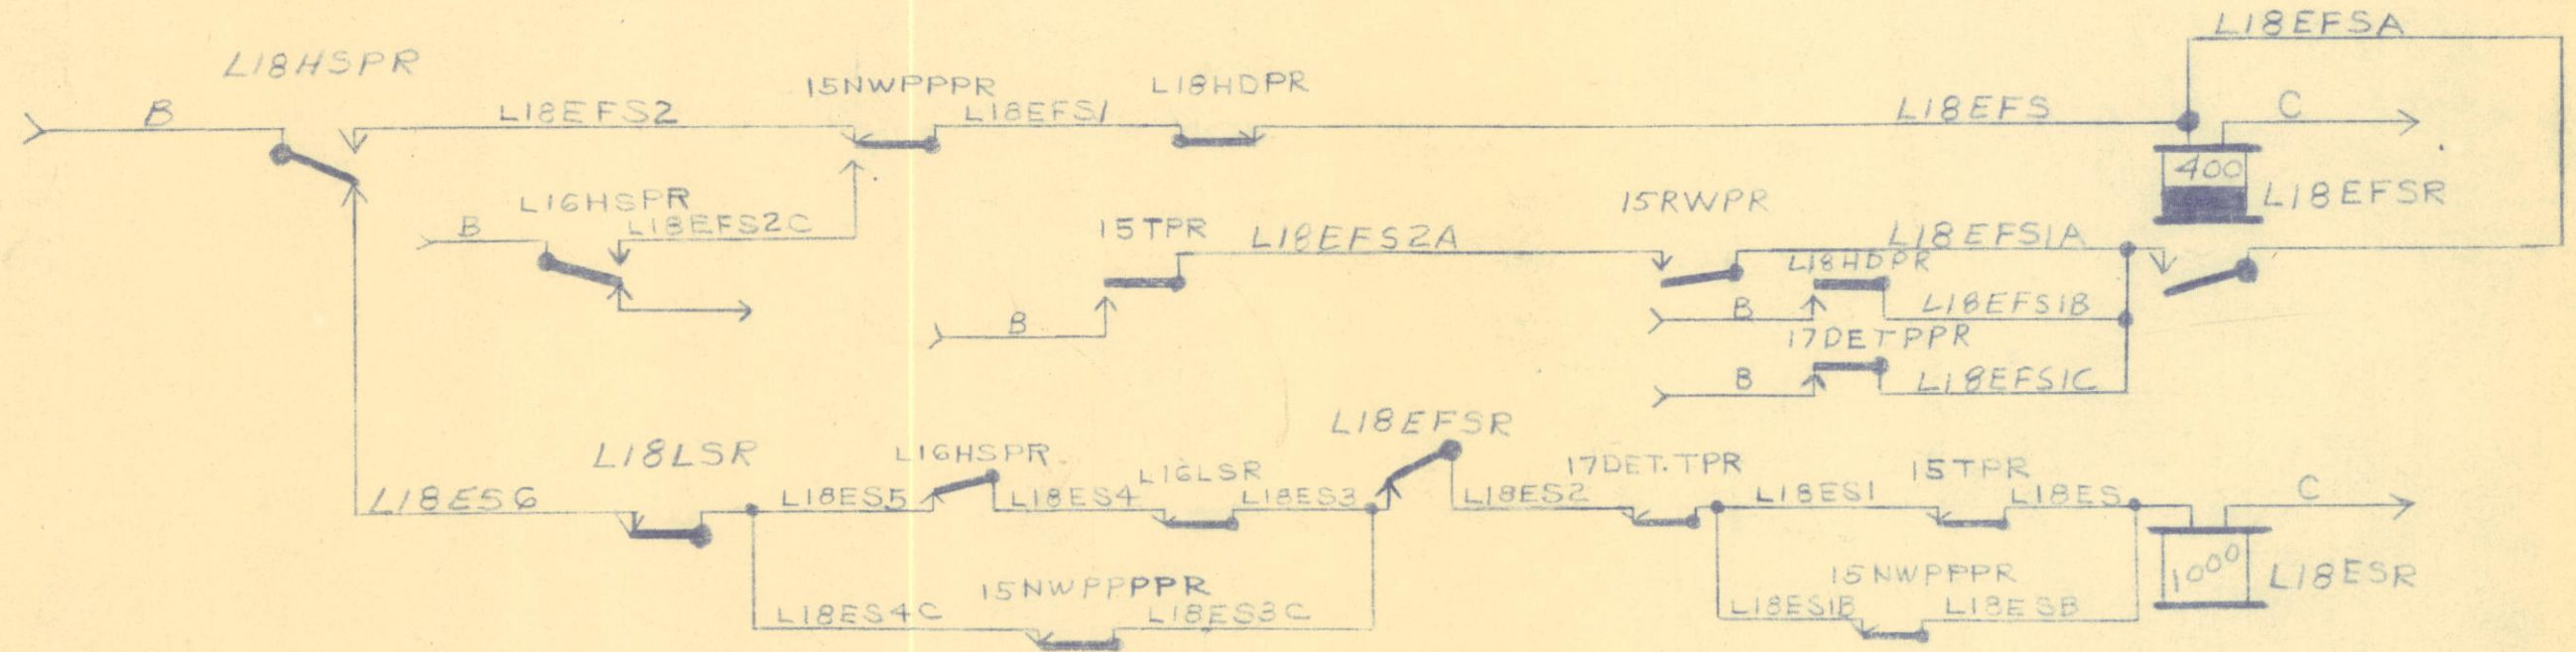 L18EFSA
L18HSPR
15NWPPPR
L18HDPR
B
L18EFS2
L18EFS1
L18EFS
C
400
L18EFSR
L16HSPR
15RWPR
B
L18EFS2C
15TPR
L18EFS2A
L18EFS1A
L18HDPR
B
B
L18EFS1B
17DETPPR
B
L18EFS1C
L18EFSR
L18LSR
L16HSPR
L16LSR
17DET.TPR
15TPR
L18ES6
L18ES5
L18ES4
L18ES3
L18ES2
L18ES1
L18ES
C
1000
L18ESR
15NWPPPPR
15NWPPPR
L18ES4C
L18ES3C
L18ES1B
L18ESB